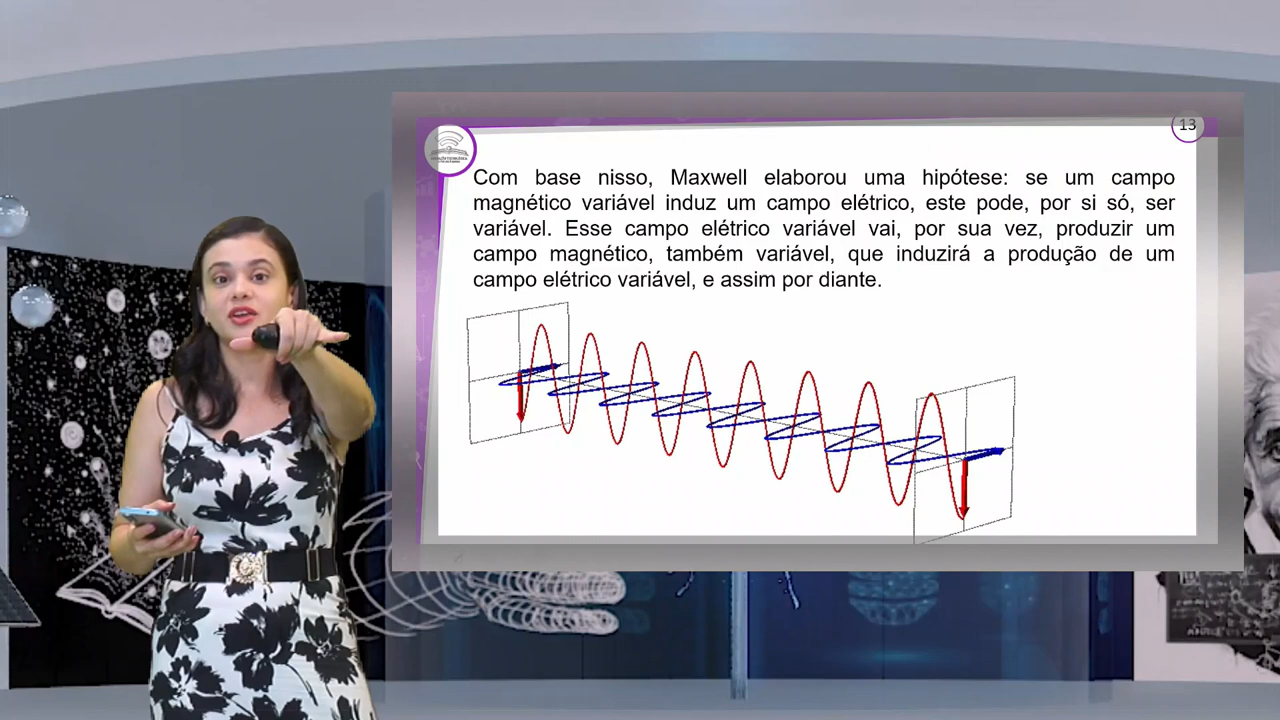 13
Com base nisso, Maxwell elaborou uma hipótese: se um campo
magnético variável induz um campo elétrico, este pode, por si só, ser
variável. Esse campo elétrico variável vai, por sua vez, produzir um
campo magnético, também variável, que induzirá a produção de um
campo elétrico variável, e assim por diante.